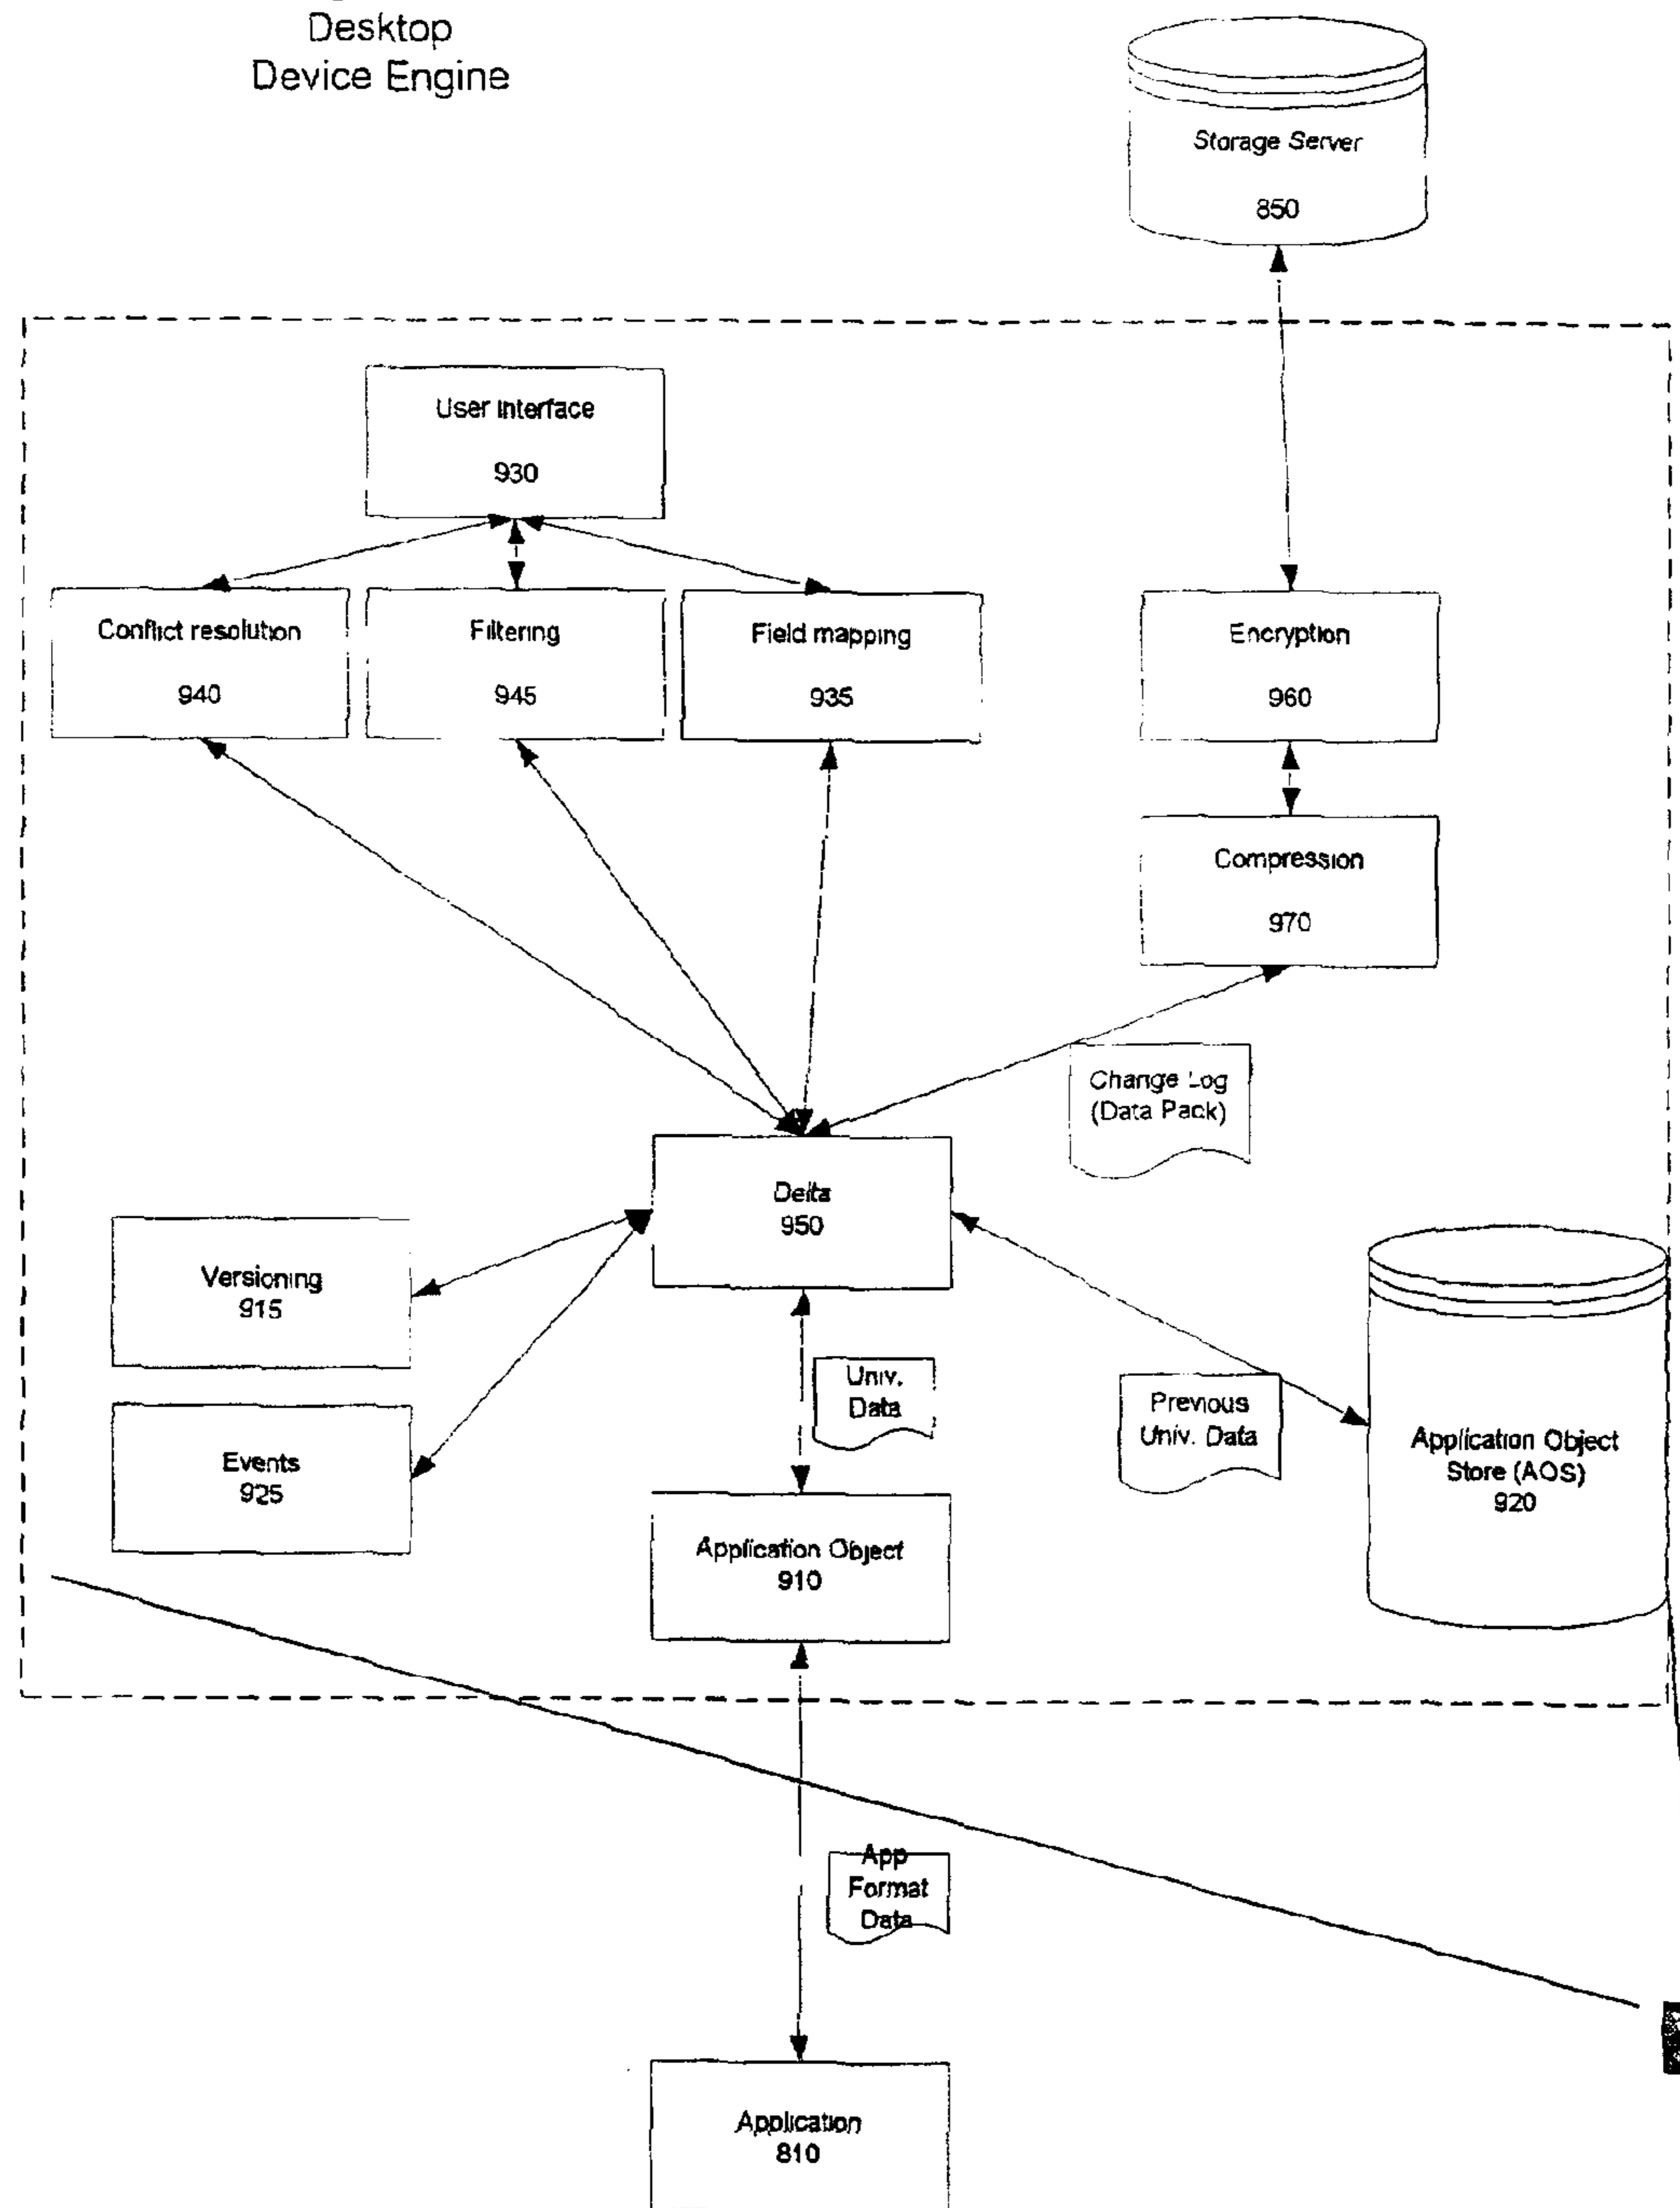 Desktop
Device Engine
Storage Server
850
User Interface
930
Conflict resolution
940
Filtering
945
Field mapping
935
Encryption
960
Compression
970
Change Log
(Data Pack)
Delta
950
Versioning
915
Events
925
Univ.
Data
Previous
Univ. Data
Application Object
Store (AOS)
920
Application Object
910
App
Format
Data
Application
810